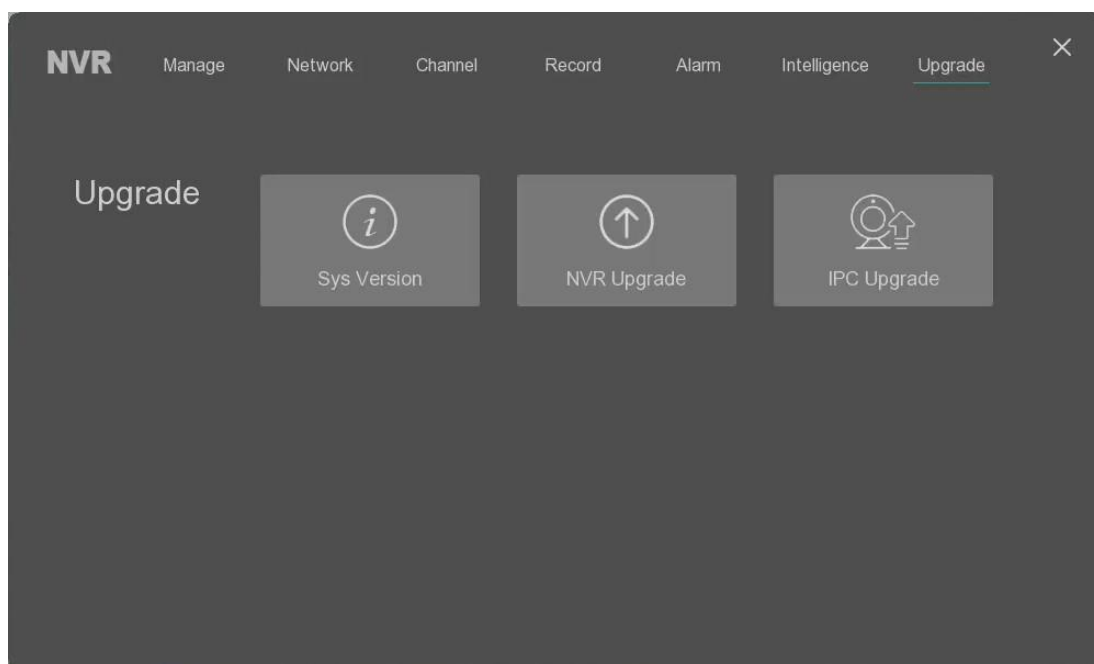 NVR Manage Network Channel Record Alarm Intelligence Upgrade
Upgrade
Sys Version NVR Upgrade IPC Upgrade